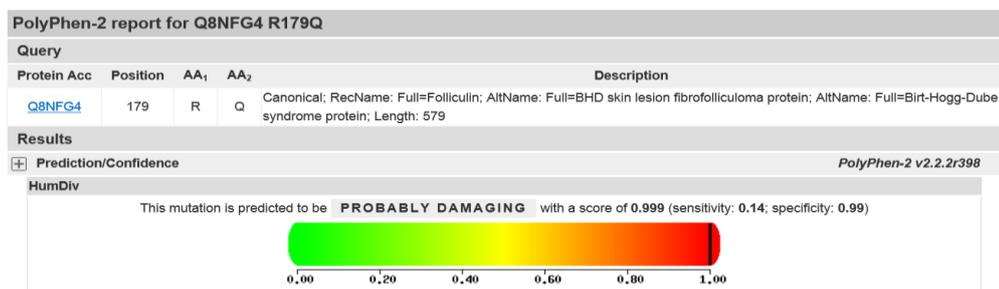 PolyPhen-2 report for Q8NFG4 R179Q
Query
Protein Acc Position AA₁ AA₂ Description
Q8NFG4 179 R Q Canonical; RecName: Full=Folliculin; AltName: Full=BHD skin lesion fibrofolliculoma protein; AltName: Full=Birt-Hogg-Dube
syndrome protein; Length: 579
Results
Prediction/Confidence PolyPhen-2 v2.2.2r398
HumDiv
This mutation is predicted to be PROBABLY DAMAGING with a score of 0.999 (sensitivity: 0.14; specificity: 0.99)
0.00 0.20 0.40 0.60 0.80 1.00